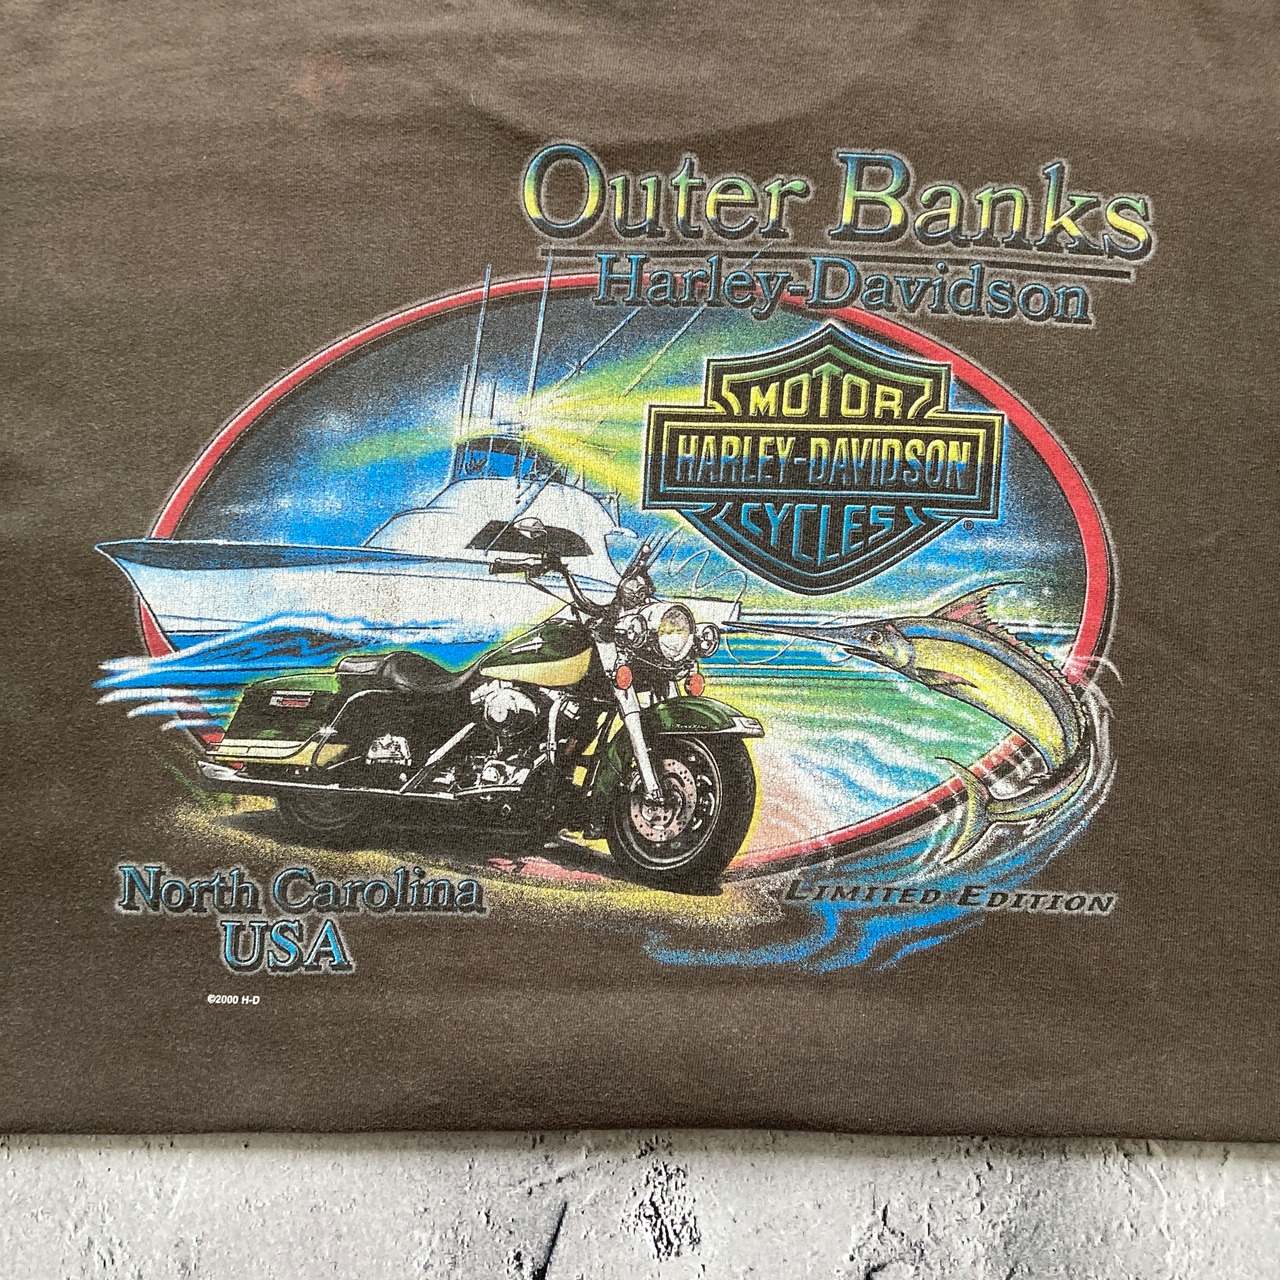 Outer Banks
Harley-Davidson
MOTOR
HARLEY-DAVIDSON
CYCLES
®
North Carolina
USA
LIMITED EDITION
©2000 H-D